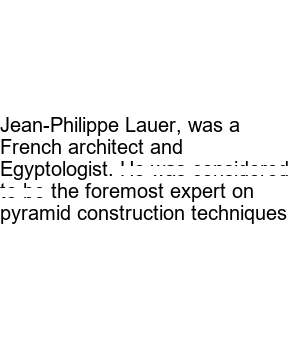 Jean-Philippe Lauer, was a
French architect and
Egyptologist.
the foremost expert on
pyramid construction techniques